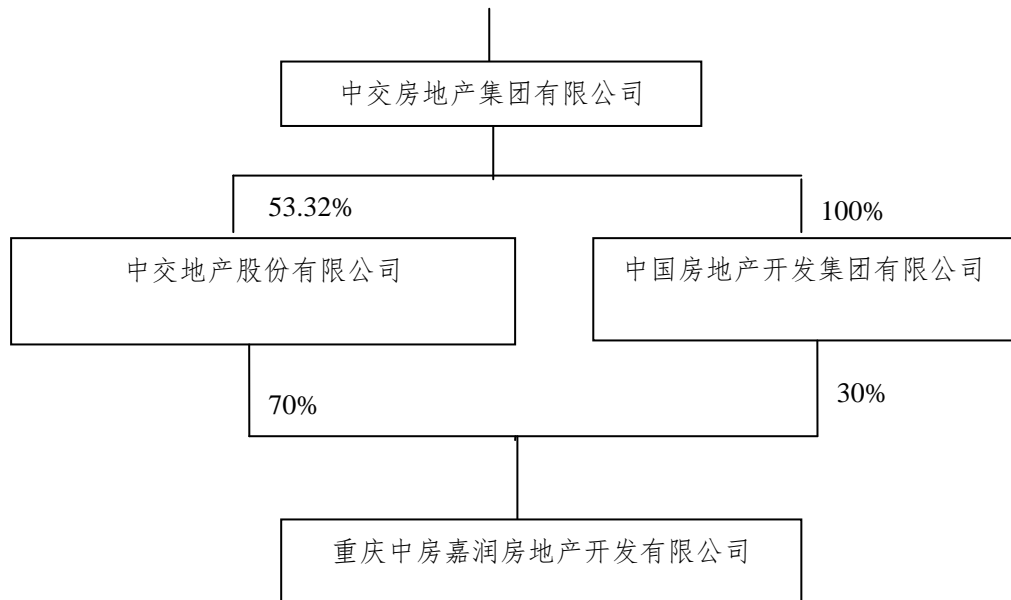 中交房地产集团有限公司
53.32%
100%
中交地产股份有限公司
中国房地产开发集团有限公司
70%
30%
重庆中房嘉润房地产开发有限公司